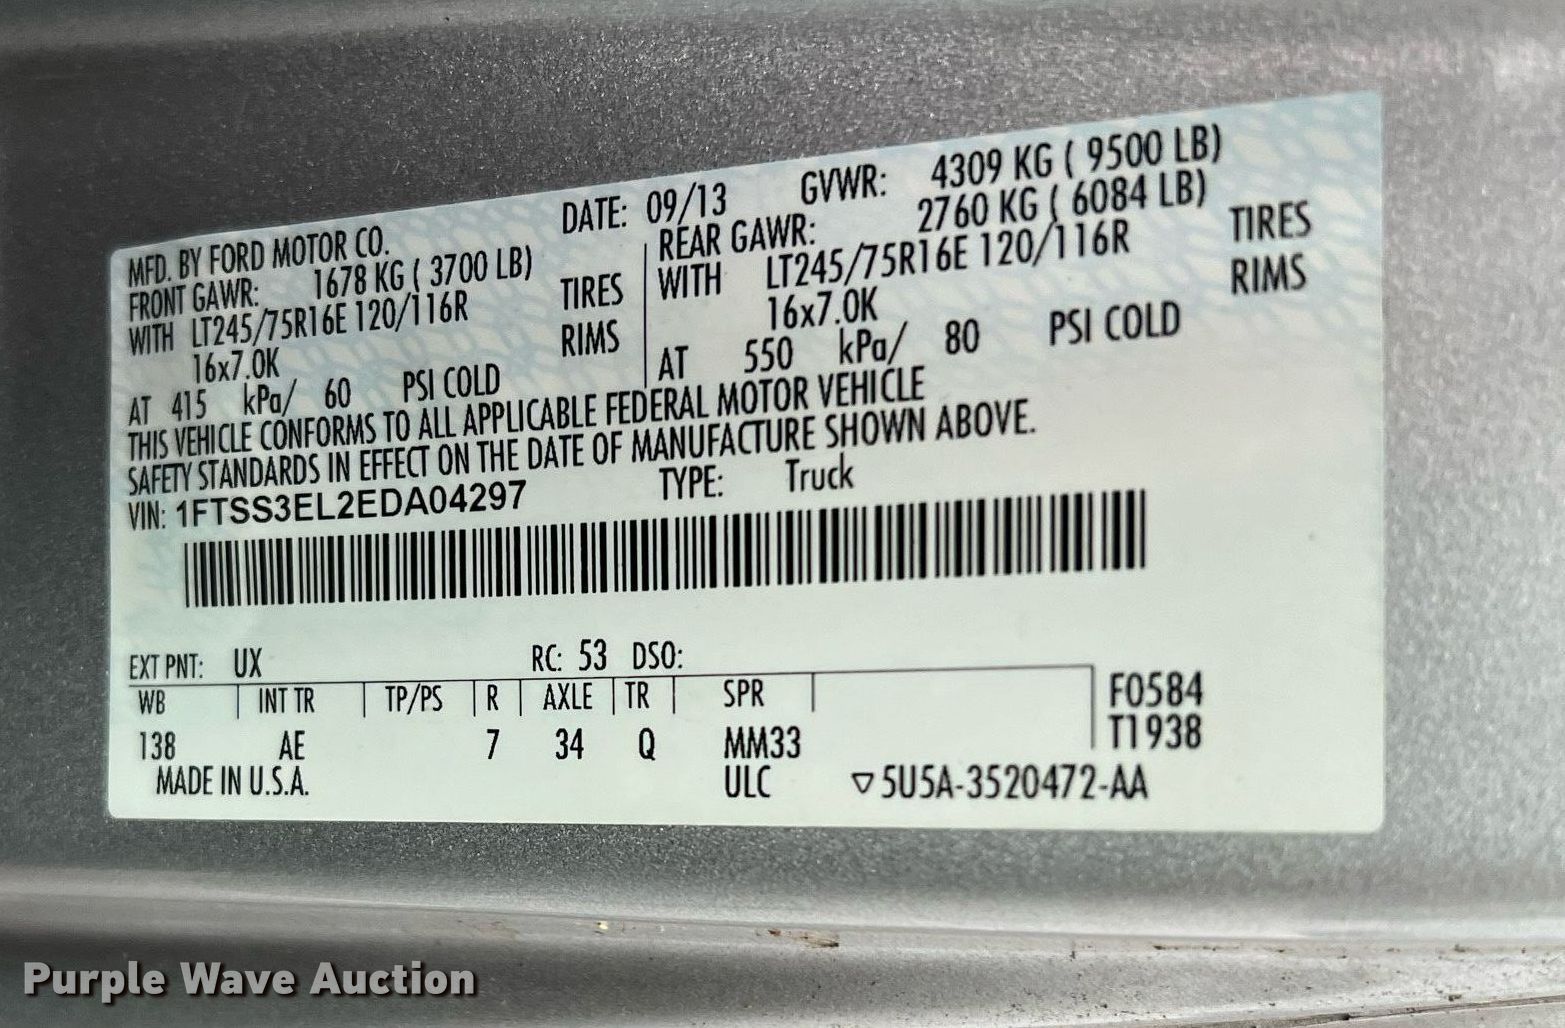 MFD. BY FORD MOTOR CO. DATE: 09/13 GVWR: 4309 KG ( 9500 LB)
FRONT GAWR: 1678 KG ( 3700 LB)
WITH LT245/75R16E 120/116R TIRES
16x7.0K RIMS
AT 415 kPa/ 60 PSI COLD
REAR GAWR: 2760 KG ( 6084 LB)
WITH LT245/75R16E 120/116R TIRES
16x7.0K RIMS
AT 550 kPa/ 80 PSI COLD
THIS VEHICLE CONFORMS TO ALL APPLICABLE FEDERAL MOTOR VEHICLE
SAFETY STANDARDS IN EFFECT ON THE DATE OF MANUFACTURE SHOWN ABOVE.
VIN: 1FTSS3EL2EDA04297 TYPE: Truck
EXT PNT: UX RC: 53 DSO:
WB INT TR TP/PS R AXLE TR SPR F0584
138 AE 7 34 Q MM33 T1938
MADE IN U.S.A. ULC ▽5U5A-3520472-AA
Purple Wave Auction